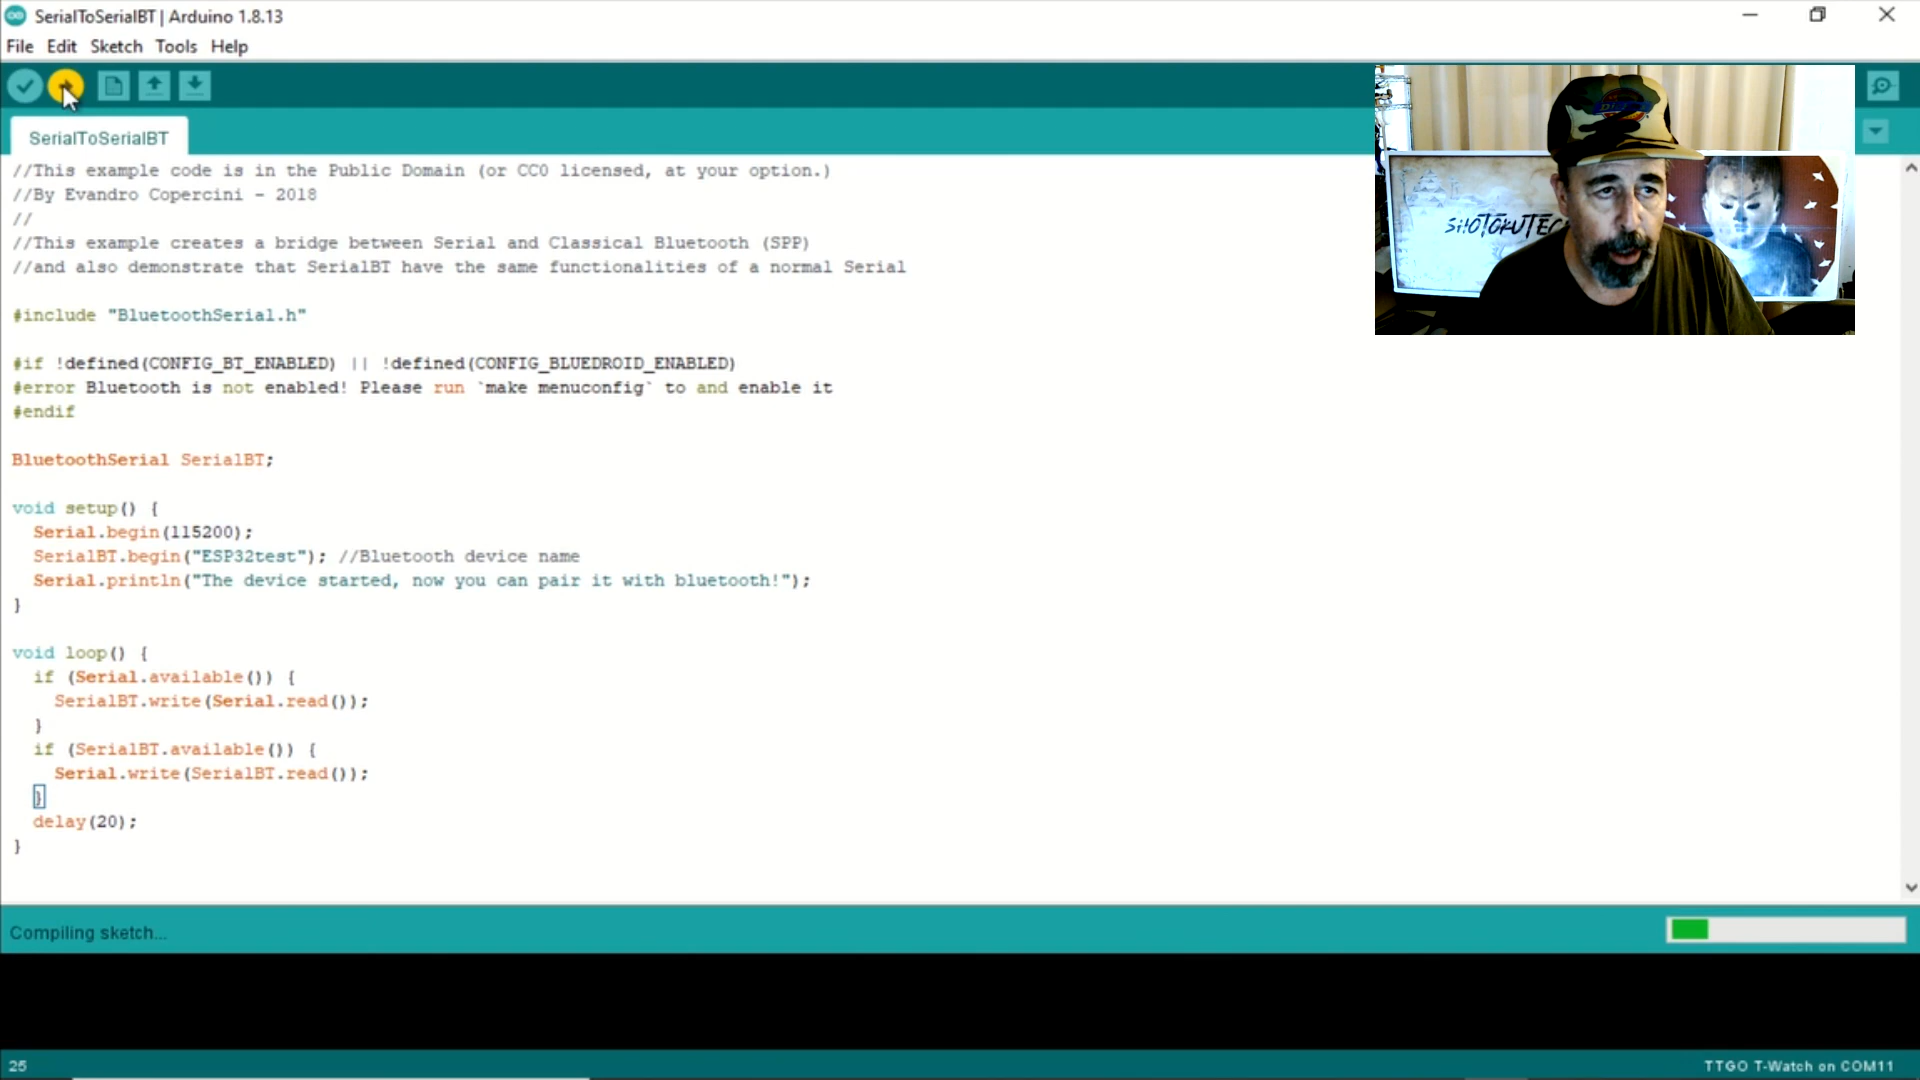 SerialToSerialBT | Arduino 1.8.13
File Edit Sketch Tools Help
SerialToSerialBT
//This example code is in the Public Domain (or CC0 licensed, at your option.)
//By Evandro Copercini - 2018
//
//This example creates a bridge between Serial and Classical Bluetooth (SPP)
//and also demonstrate that SerialBT have the same functionalities of a normal Serial
#include "BluetoothSerial.h"
#if !defined(CONFIG_BT_ENABLED) || !defined(CONFIG_BLUEDROID_ENABLED)
#error Bluetooth is not enabled! Please run `make menuconfig` to and enable it
#endif
BluetoothSerial SerialBT;
void setup() {
Serial.begin(115200);
SerialBT.begin("ESP32test"); //Bluetooth device name
Serial.println("The device started, now you can pair it with bluetooth!");
}
void loop() {
if (Serial.available()) {
SerialBT.write(Serial.read());
}
if (SerialBT.available()) {
Serial.write(SerialBT.read());
}
delay(20);
}
SHOTOKUTEC
Compiling sketch...
25
TTGO T-Watch on COM11